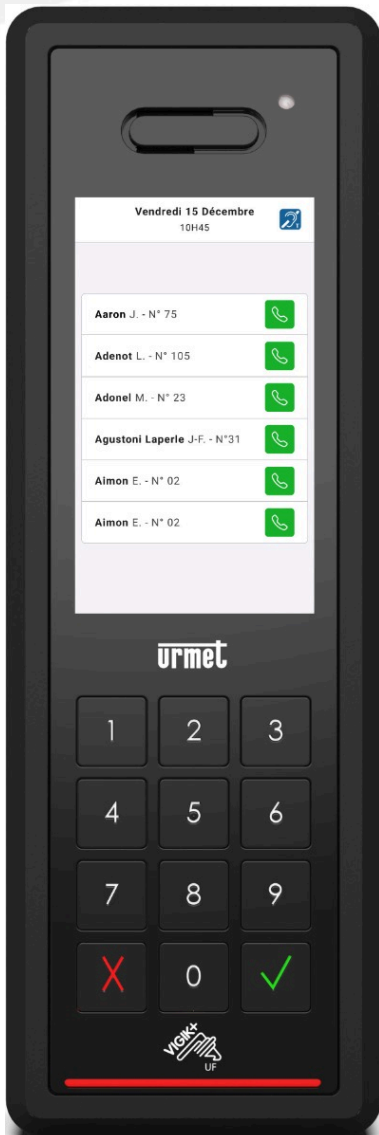 Vendredi 15 Décembre
10H45
T
Aaron J. - N° 75
Adenot L. - N° 105
Adonel M. - N° 23
Agustoni Laperle J-F. - N°31
Aimon E. - N° 02
Aimon E. - N° 02
urmet
1 2 3
4 5 6
7 8 9
X 0
VIGIK+
UF